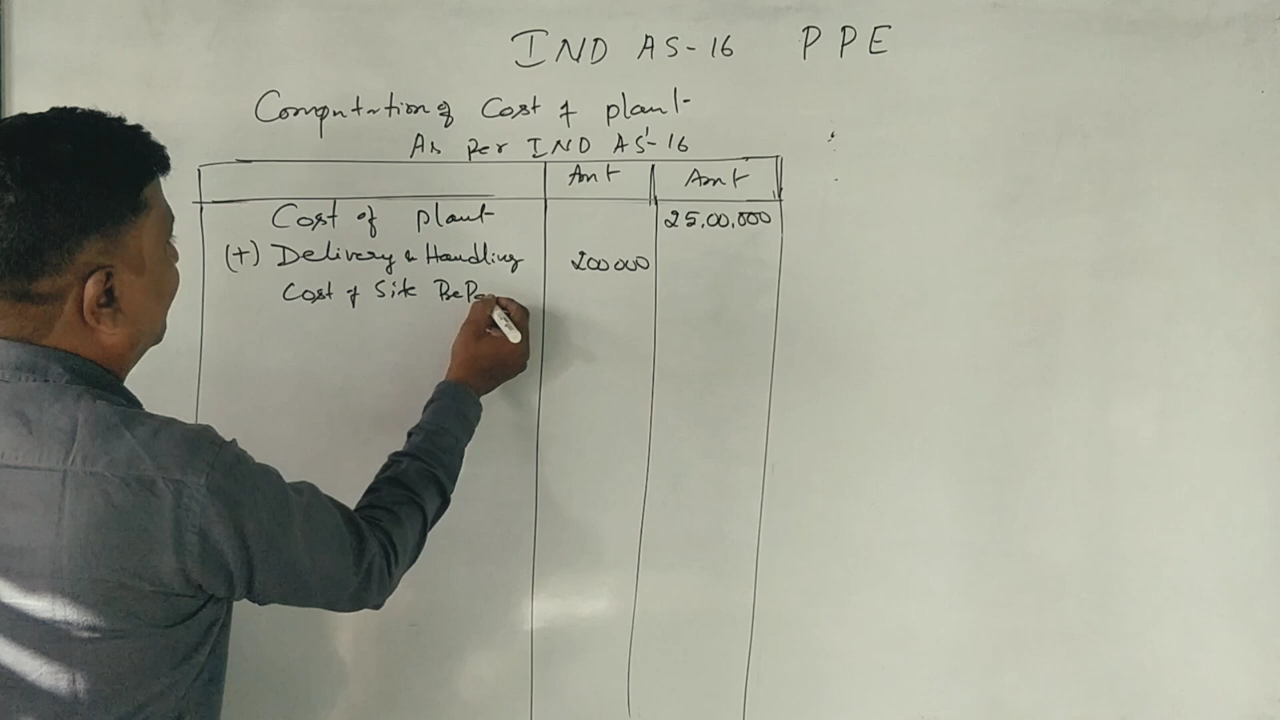 IND AS-16 PPE
Computation of Cost of plant
As per IND AS-16
Amt Amt
Cost of plant 25,00,000
(+) Delivery & Handling 200000
Cost of Site